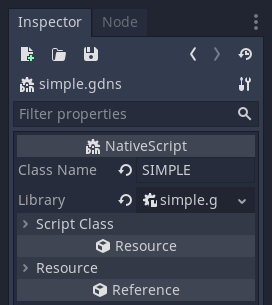 Inspector
Node
simple.gdns
Filter properties
NativeScript
Class Name SIMPLE
Library simple.g
Script Class
Resource
Resource
Reference